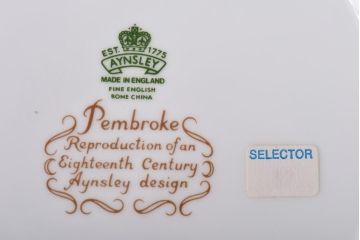 EST. 1775
AYNSLEY
MADE IN ENGLAND
FINE ENGLISH
BONE CHINA
Pembroke
Reproduction of an
Eighteenth Century
Aynsley design
SELECTOR